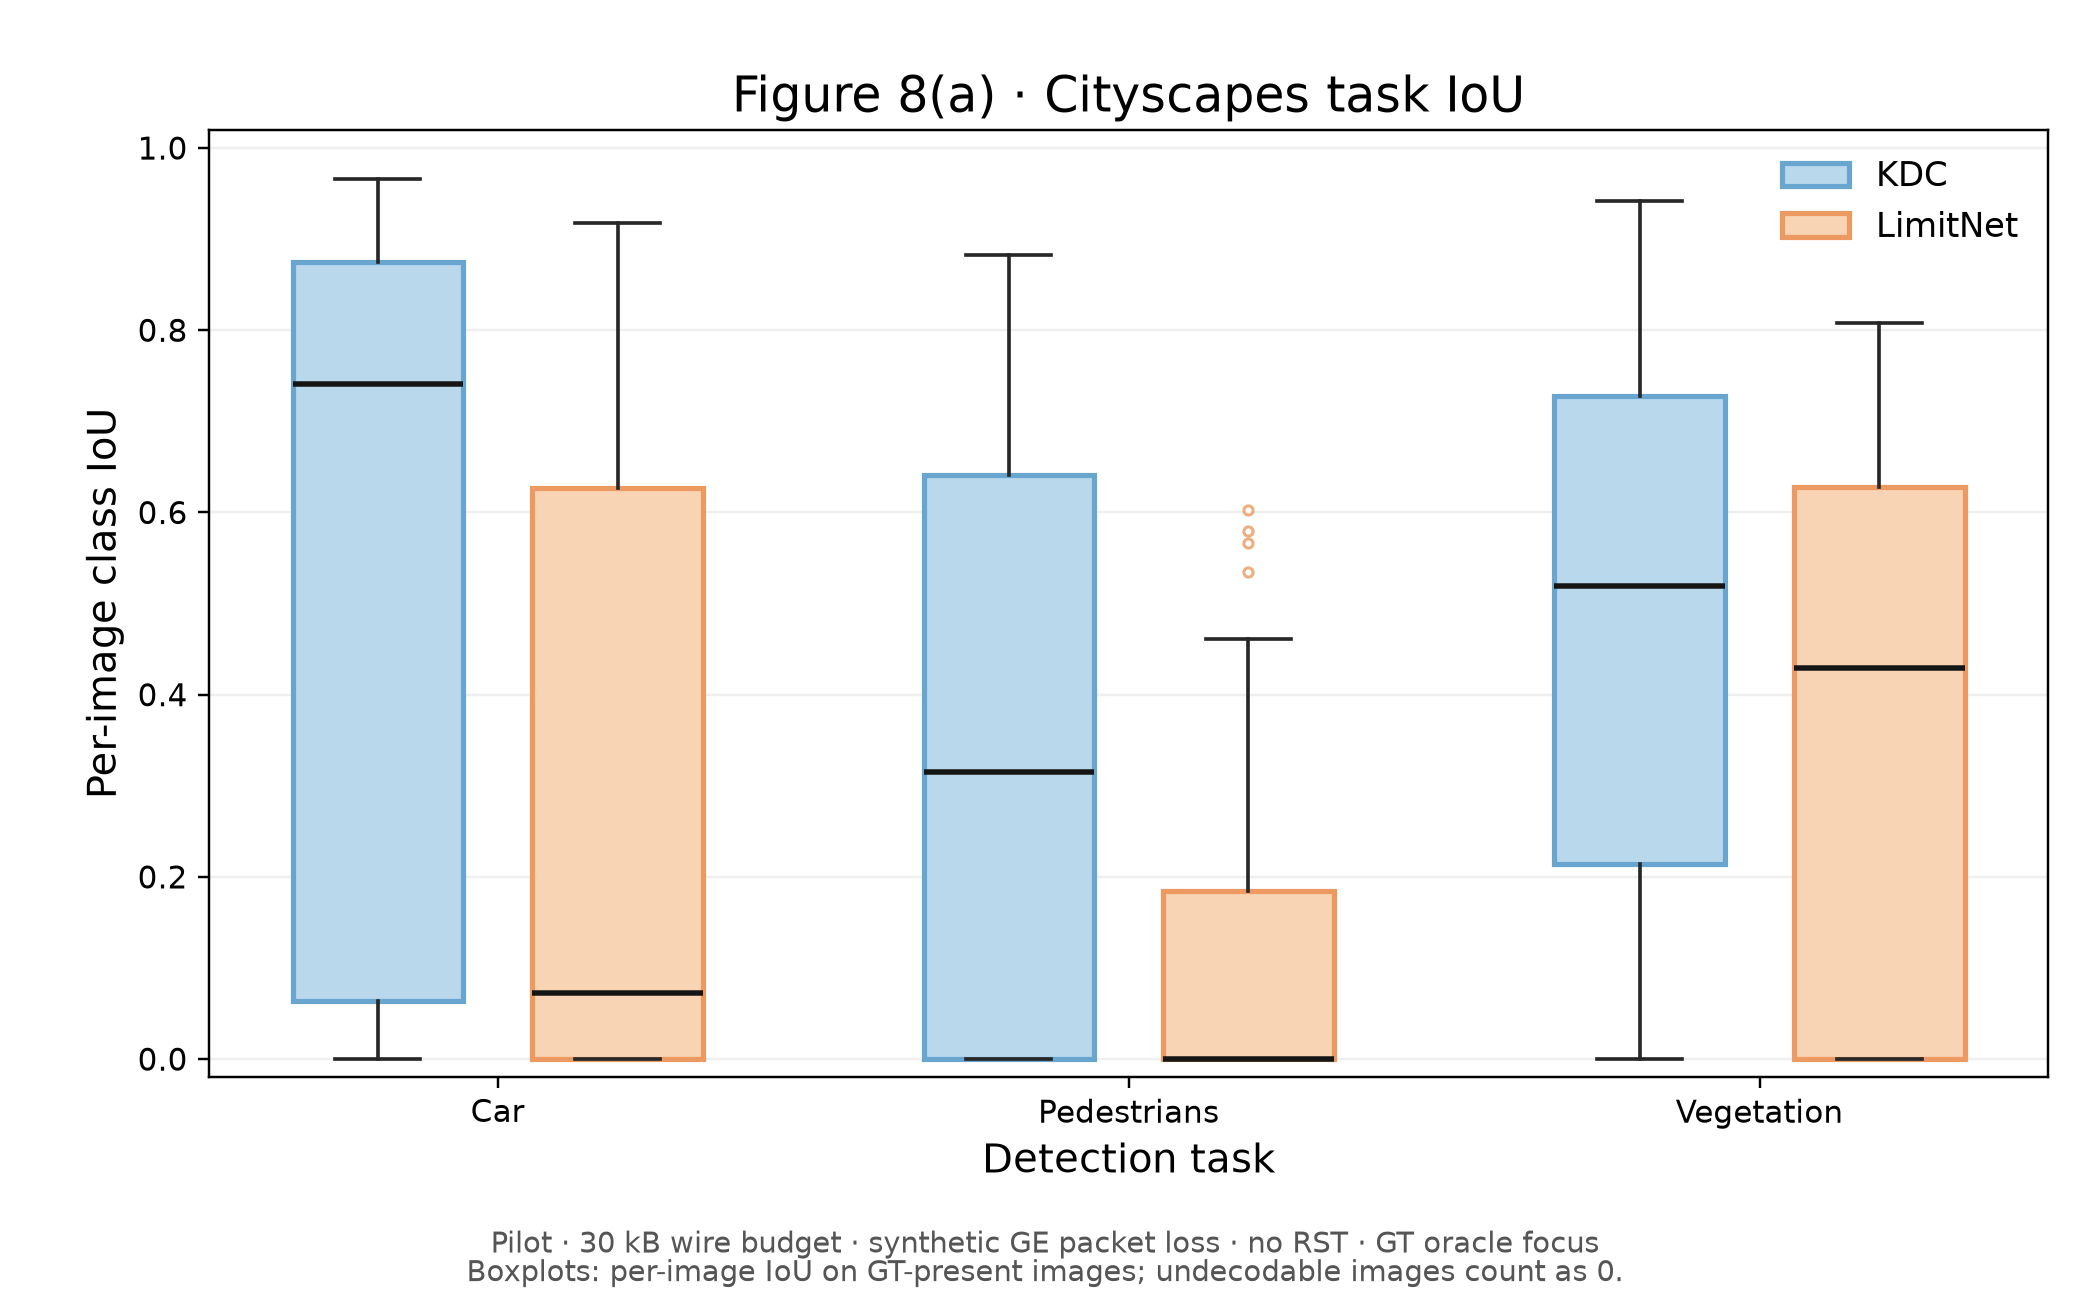 Figure 8(a) · Cityscapes task IoU
KDC
LimitNet
Per-image class IoU
1.0
0.8
0.6
0.4
0.2
0.0
Car
Pedestrians
Vegetation
Detection task
Pilot · 30 kB wire budget · synthetic GE packet loss · no RST · GT oracle focus
Boxplots: per-image IoU on GT-present images; undecodable images count as 0.